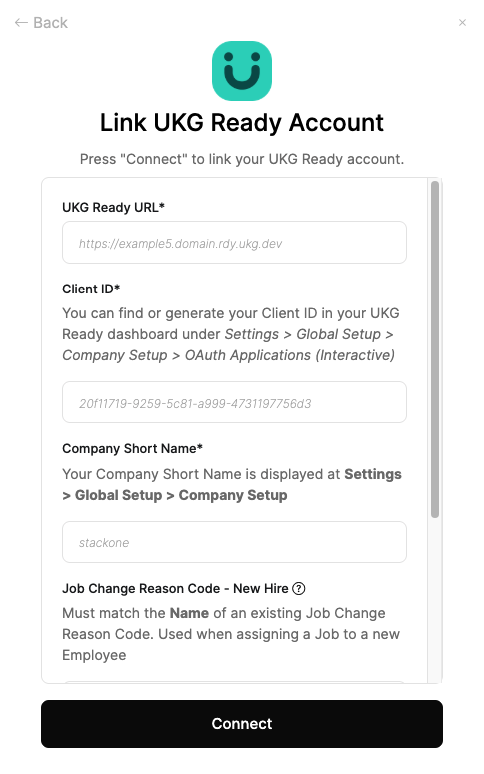 ← Back
×
Link UKG Ready Account
Press "Connect" to link your UKG Ready account.
UKG Ready URL*
https://example5.domain.rdy.ukg.dev
Client ID*
You can find or generate your Client ID in your UKG
Ready dashboard under Settings > Global Setup >
Company Setup > OAuth Applications (Interactive)
20f11719-9259-5c81-a999-4731197756d3
Company Short Name*
Your Company Short Name is displayed at Settings
> Global Setup > Company Setup
stackone
Job Change Reason Code - New Hire ?
Must match the Name of an existing Job Change
Reason Code. Used when assigning a Job to a new
Employee
Connect